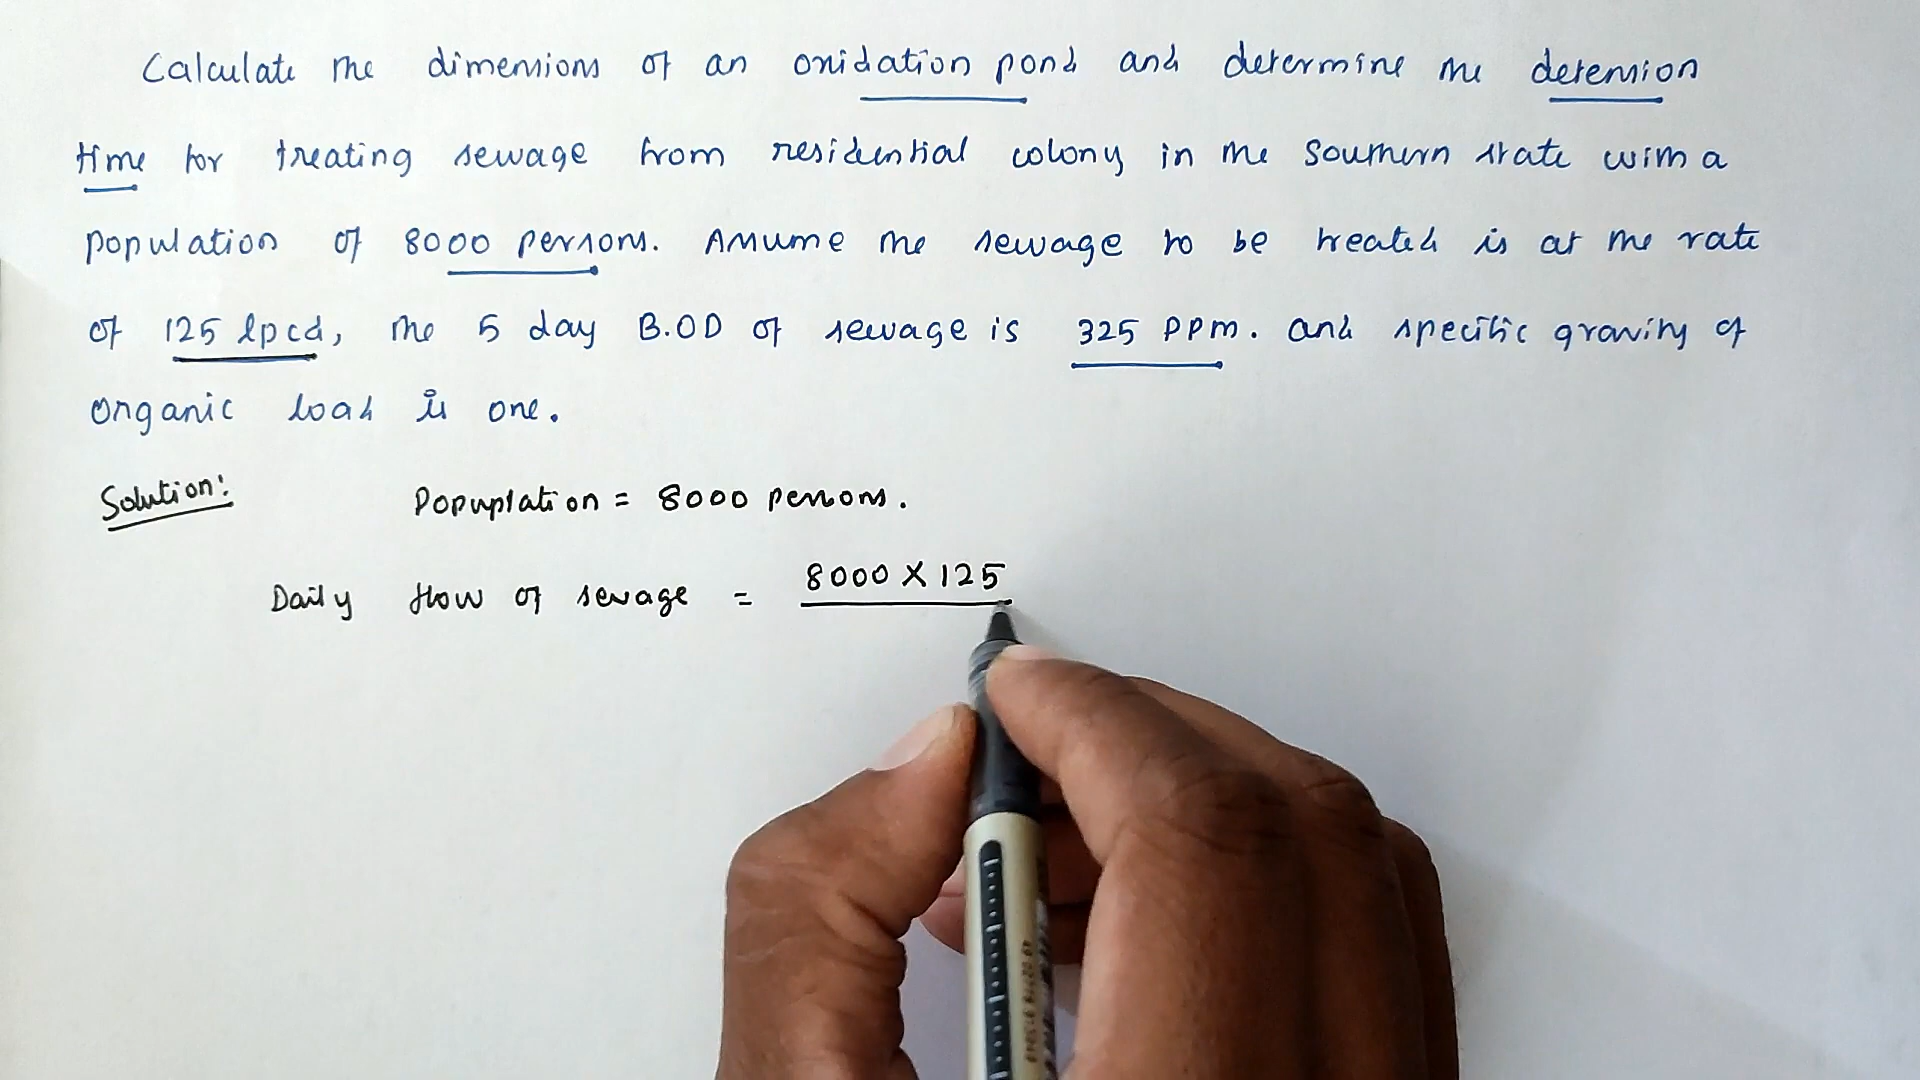 Calculate the dimensions of an oxidation pond and determine the detension
time for treating sewage from residential colony in the Southern state with a
population of 8000 persons. Assume the sewage to be treated is at the rate
of 125 lpcd, the 5 day B.OD of sewage is 325 PPm. and specific gravity of
organic load is one.
Solution:
Popuplation = 8000 persons.
Daily flow of sewage = 8000 X 125